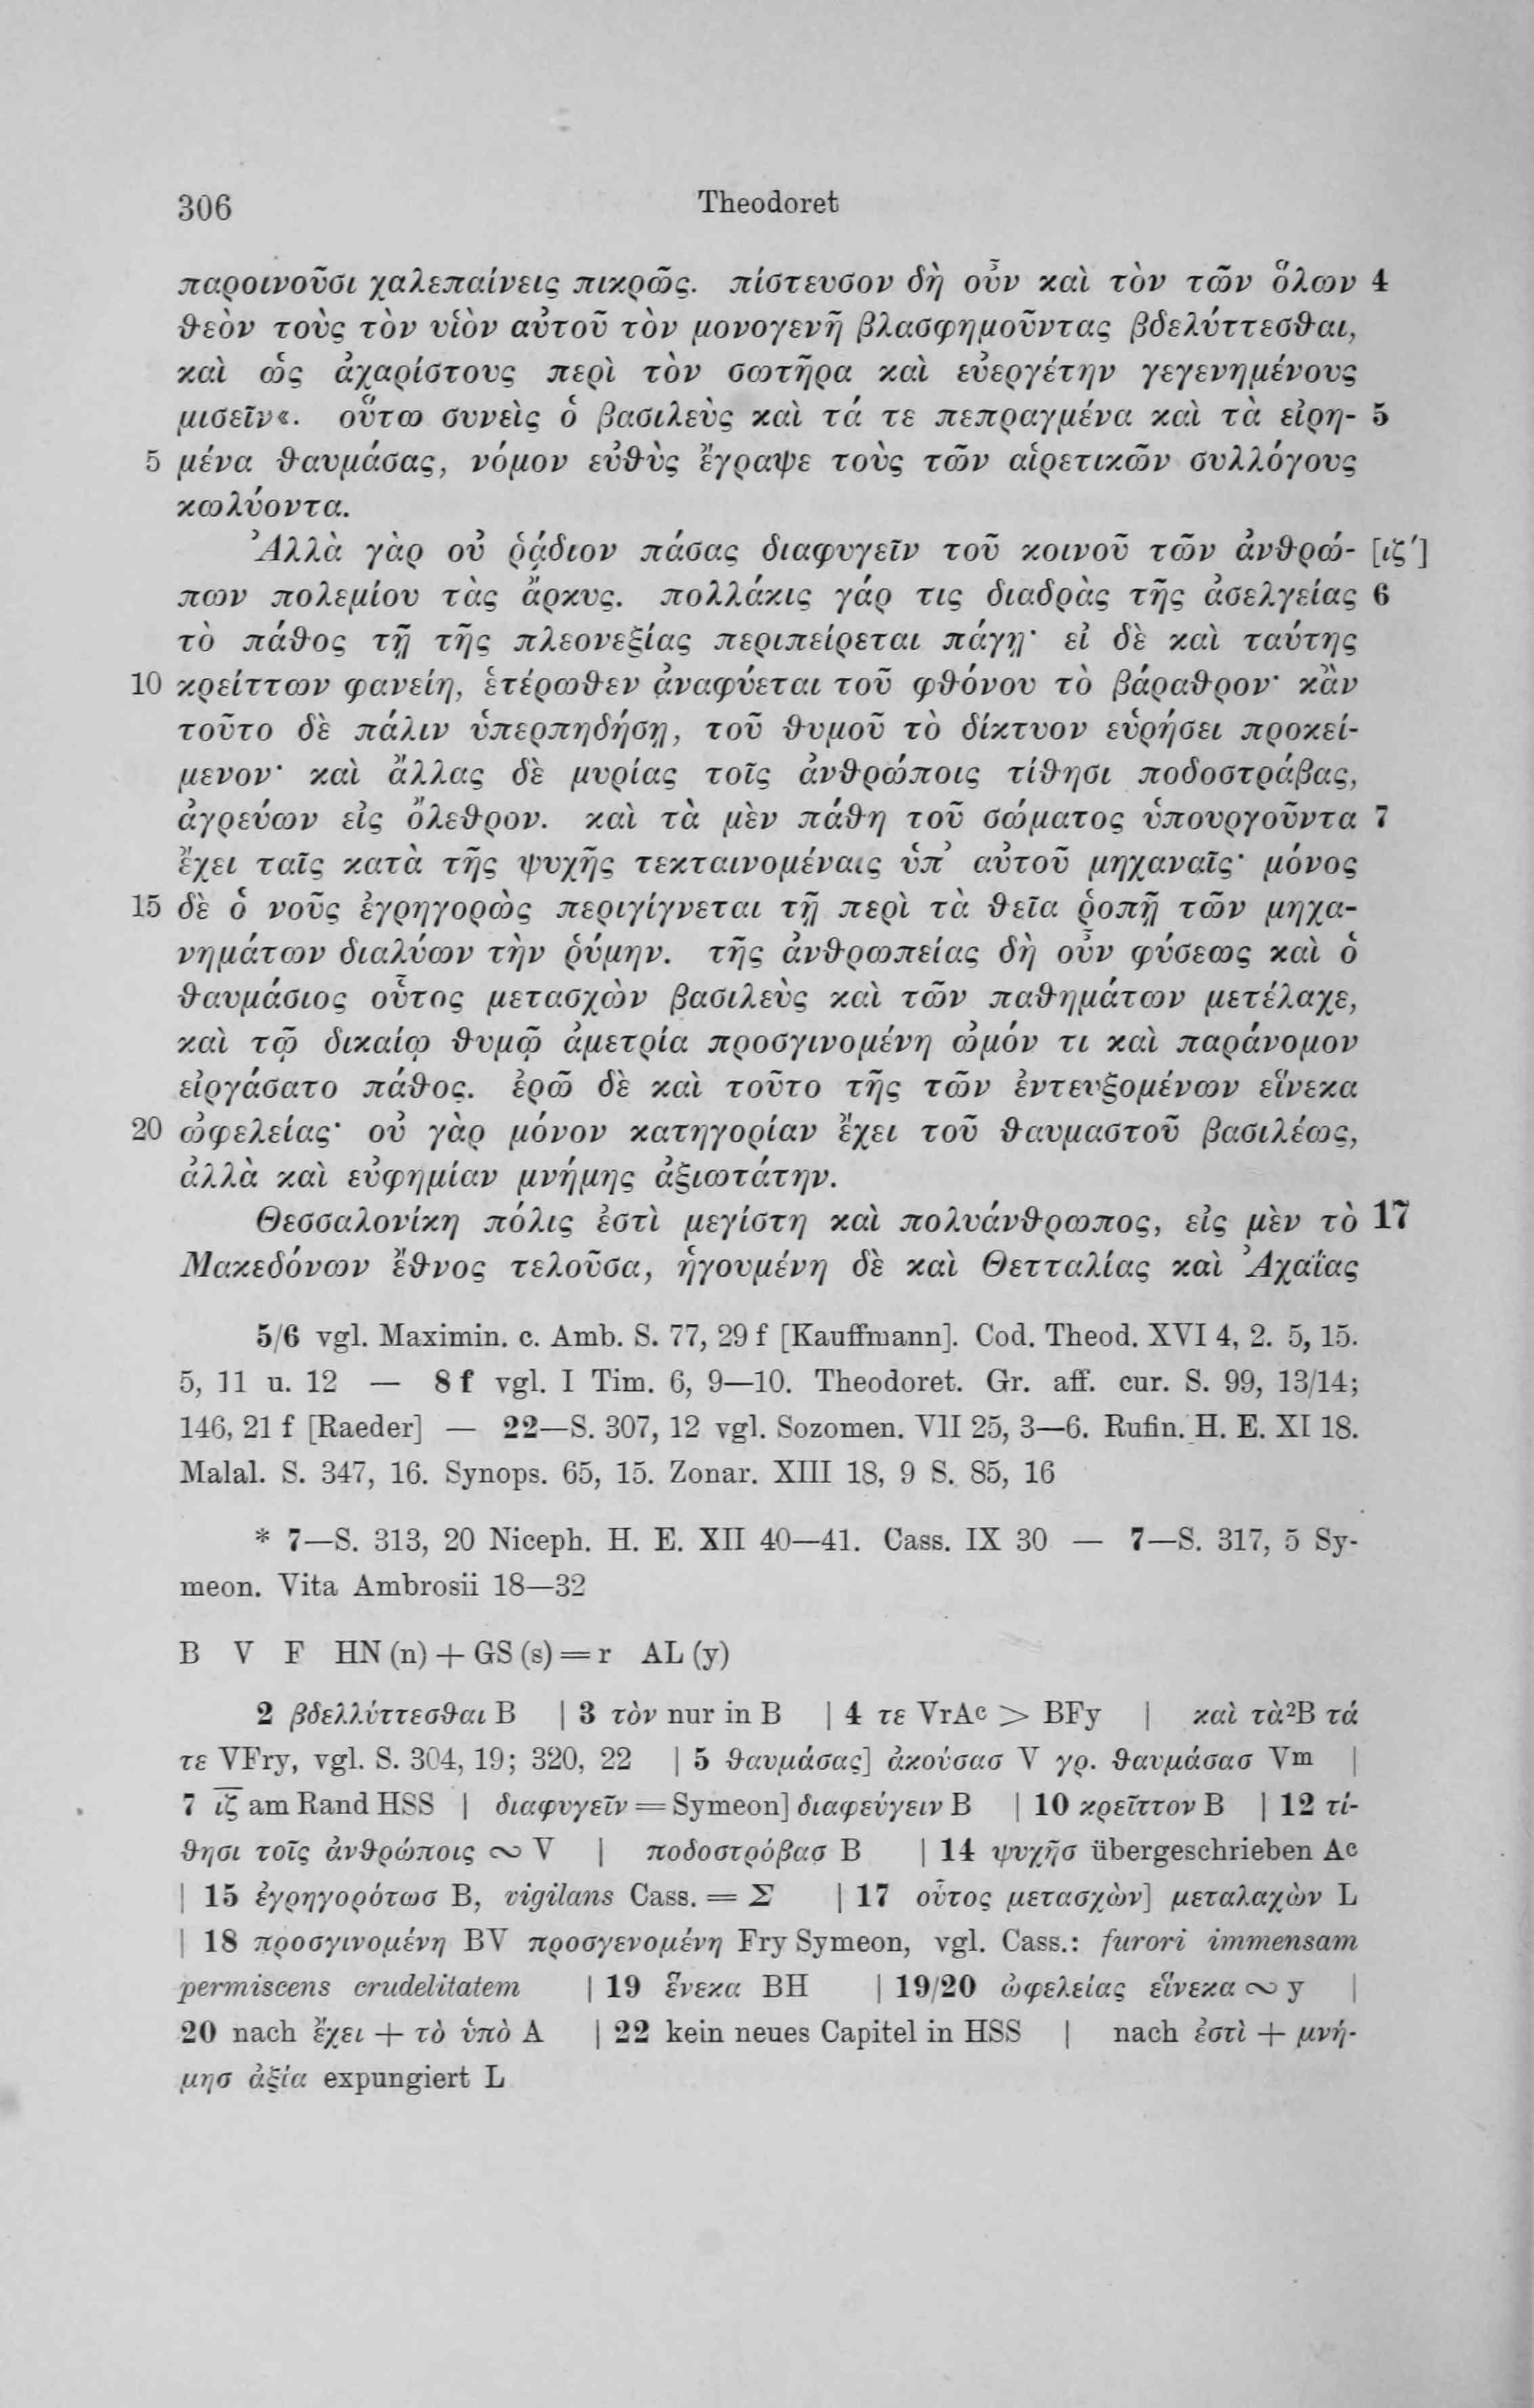 306 Theodoret
παροινοῦσι χαλεπαίνεις πικρῶς. πίστευσον δὴ οὖν καὶ τὸν τῶν ὅλων 4
θεὸν τοὺς τὸν υἱὸν αὐτοῦ τὸν μονογενῆ βλασφημοῦντας βδελύττεσθαι,
καὶ ὡς ἀχαρίστους περὶ τὸν σωτῆρα καὶ εὐεργέτην γεγενημένους
μισεῖν«. οὕτω συνεὶς ὁ βασιλεὺς καὶ τά τε πεπραγμένα καὶ τὰ εἰρη- 5
5 μένα θαυμάσας, νόμον εὐθὺς ἔγραψε τοὺς τῶν αἱρετικῶν συλλόγους
κωλύοντα.
Ἀλλὰ γὰρ οὐ ῥᾴδιον πάσας διαφυγεῖν τοῦ κοινοῦ τῶν ἀνθρώ- [ιζ′]
πων πολεμίου τὰς ἄρκυς. πολλάκις γάρ τις διαδρὰς τῆς ἀσελγείας 6
τὸ πάθος τῇ τῆς πλεονεξίας περιπείρεται πάγῃ· εἰ δὲ καὶ ταύτης
10 κρείττων φανείη, ἑτέρωθεν ἀναφύεται τοῦ φθόνου τὸ βάραθρον· κἂν
τοῦτο δὲ πάλιν ὑπερπηδήσῃ, τοῦ θυμοῦ τὸ δίκτυον εὑρήσει προκεί-
μενον· καὶ ἄλλας δὲ μυρίας τοῖς ἀνθρώποις τίθησι ποδοστράβας,
ἀγρεύων εἰς ὄλεθρον. καὶ τὰ μὲν πάθη τοῦ σώματος ὑπουργοῦντα 7
ἔχει ταῖς κατὰ τῆς ψυχῆς τεκταινομέναις ὑπ’ αὐτοῦ μηχαναῖς· μόνος
15 δὲ ὁ νοῦς ἐγρηγορὼς περιγίγνεται τῇ περὶ τὰ θεῖα ῥοπῇ τῶν μηχα-
νημάτων διαλύων τὴν ῥύμην. τῆς ἀνθρωπείας δὴ οὖν φύσεως καὶ ὁ
θαυμάσιος οὗτος μετασχὼν βασιλεὺς καὶ τῶν παθημάτων μετέλαχε,
καὶ τῷ δικαίῳ θυμῷ ἀμετρία προσγινομένη ὠμόν τι καὶ παράνομον
εἰργάσατο πάθος. ἐρῶ δὲ καὶ τοῦτο τῆς τῶν ἐντευξομένων εἵνεκα
20 ὠφελείας· οὐ γὰρ μόνον κατηγορίαν ἔχει τοῦ θαυμαστοῦ βασιλέως,
ἀλλὰ καὶ εὐφημίαν μνήμης ἀξιωτάτην.
Θεσσαλονίκη πόλις ἐστὶ μεγίστη καὶ πολυάνθρωπος, εἰς μὲν τὸ 17
Μακεδόνων ἔθνος τελοῦσα, ἡγουμένη δὲ καὶ Θετταλίας καὶ Ἀχαΐας
5/6 vgl. Maximin. c. Amb. S. 77, 29 f [Kauffmann]. Cod. Theod. XVI 4, 2. 5, 15.
5, 11 u. 12 — 8 f vgl. I Tim. 6, 9—10. Theodoret. Gr. aff. cur. S. 99, 13/14;
146, 21 f [Raeder] — 22—S. 307, 12 vgl. Sozomen. VII 25, 3—6. Rufin. H. E. XI 18.
Malal. S. 347, 16. Synops. 65, 15. Zonar. XIII 18, 9 S. 85, 16
* 7—S. 313, 20 Niceph. H. E. XII 40—41. Cass. IX 30 — 7—S. 317, 5 Sy-
meon. Vita Ambrosii 18—32
B V F HN (n) + GS (s) = r AL (y)
2 βδελλύττεσθαι B | 3 τὸν nur in B | 4 τε VrAc > BFy | καὶ τὰ² B τά
τε VFry, vgl. S. 304, 19; 320, 22 | 5 θαυμάσας] ἀκούσασ V γρ. θαυμάσασ Vm |
7 ιζ am Rand HSS | διαφυγεῖν = Symeon] διαφεύγειν B | 10 κρεῖττον B | 12 τί-
θησι τοῖς ἀνθρώποις ∾ V | ποδοστρόβασ B | 14 ψυχῆσ übergeschrieben Ac
| 15 ἐγρηγορότωσ B, vigilans Cass. = Σ | 17 οὗτος μετασχὼν] μεταλαχὼν L
| 18 προσγινομένη BV προσγενομένη Fry Symeon, vgl. Cass.: furori immensam
permiscens crudelitatem | 19 ἕνεκα BH | 19/20 ὠφελείας εἵνεκα ∾ y |
20 nach ἔχει + τὸ ὑπὸ A | 22 kein neues Capitel in HSS | nach ἐστὶ + μνή-
μησ ἀξία expungiert L